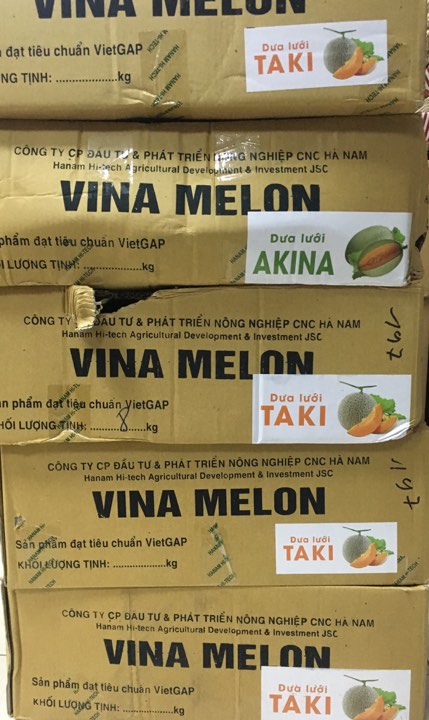 VINA MELON
đạt tiêu chuẩn VietGAP
NG TỊNH: ..................kg
Dưa lưới
TAKI
CÔNG TY CP ĐẦU TƯ & PHÁT TRIỂN NÔNG NGHIỆP CNC HÀ NAM
Hanam Hi-tech Agricultural Development & Investment JSC
VINA MELON
phẩm đạt tiêu chuẩn VietGAP
LƯỢNG TỊNH: ..................kg
Dưa lưới
AKINA
CÔNG TY CP ĐẦU TƯ & PHÁT TRIỂN NÔNG NGHIỆP CNC HÀ NAM
Hanam Hi-tech Agricultural Development & Investment JSC
VINA MELON
phẩm đạt tiêu chuẩn VietGAP
LƯỢNG TỊNH: .........8.........kg
Dưa lưới
TAKI
CÔNG TY CP ĐẦU TƯ & PHÁT TRIỂN NÔNG NGHIỆP CNC HÀ NAM
Hanam Hi-tech Agricultural Development & Investment JSC
VINA MELON
Sản phẩm đạt tiêu chuẩn VietGAP
KHỐI LƯỢNG TỊNH: ..................kg
Dưa lưới
TAKI
CÔNG TY CP ĐẦU TƯ & PHÁT TRIỂN NÔNG NGHIỆP CNC HÀ NAM
Hanam Hi-tech Agricultural Development & Investment JSC
VINA MELON
Sản phẩm đạt tiêu chuẩn VietGAP
KHỐI LƯỢNG TỊNH: ..................kg
Dưa lưới
TAKI